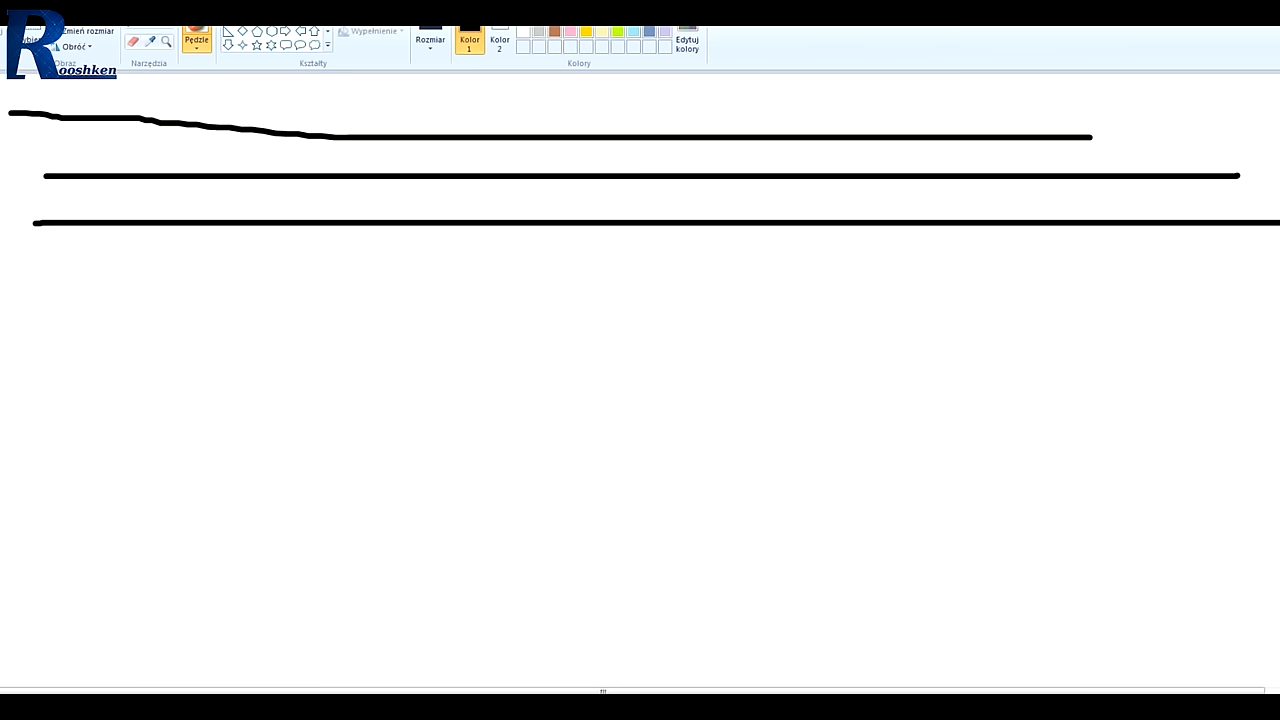 Zmień rozmiar
Obróć
Obraz
Rooshken
Narzędzia
Pędzle
Wypełnienie
Kształty
Rozmiar
Kolor
1
Kolor
2
Edytuj
kolory
Kolory